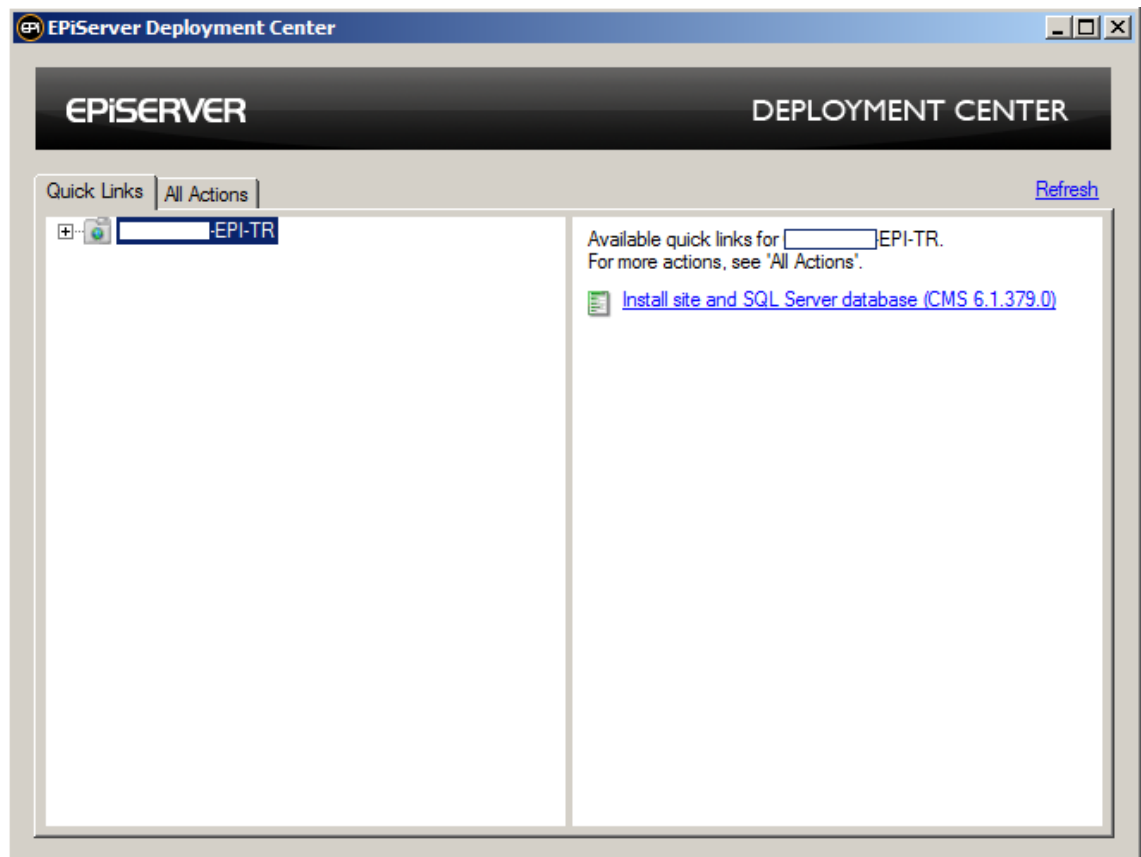 EPiServer Deployment Center
EPiSERVER
DEPLOYMENT CENTER
Quick Links
All Actions
Refresh
-EPI-TR
Available quick links for -EPI-TR.
For more actions, see 'All Actions'.
Install site and SQL Server database (CMS 6.1.379.0)